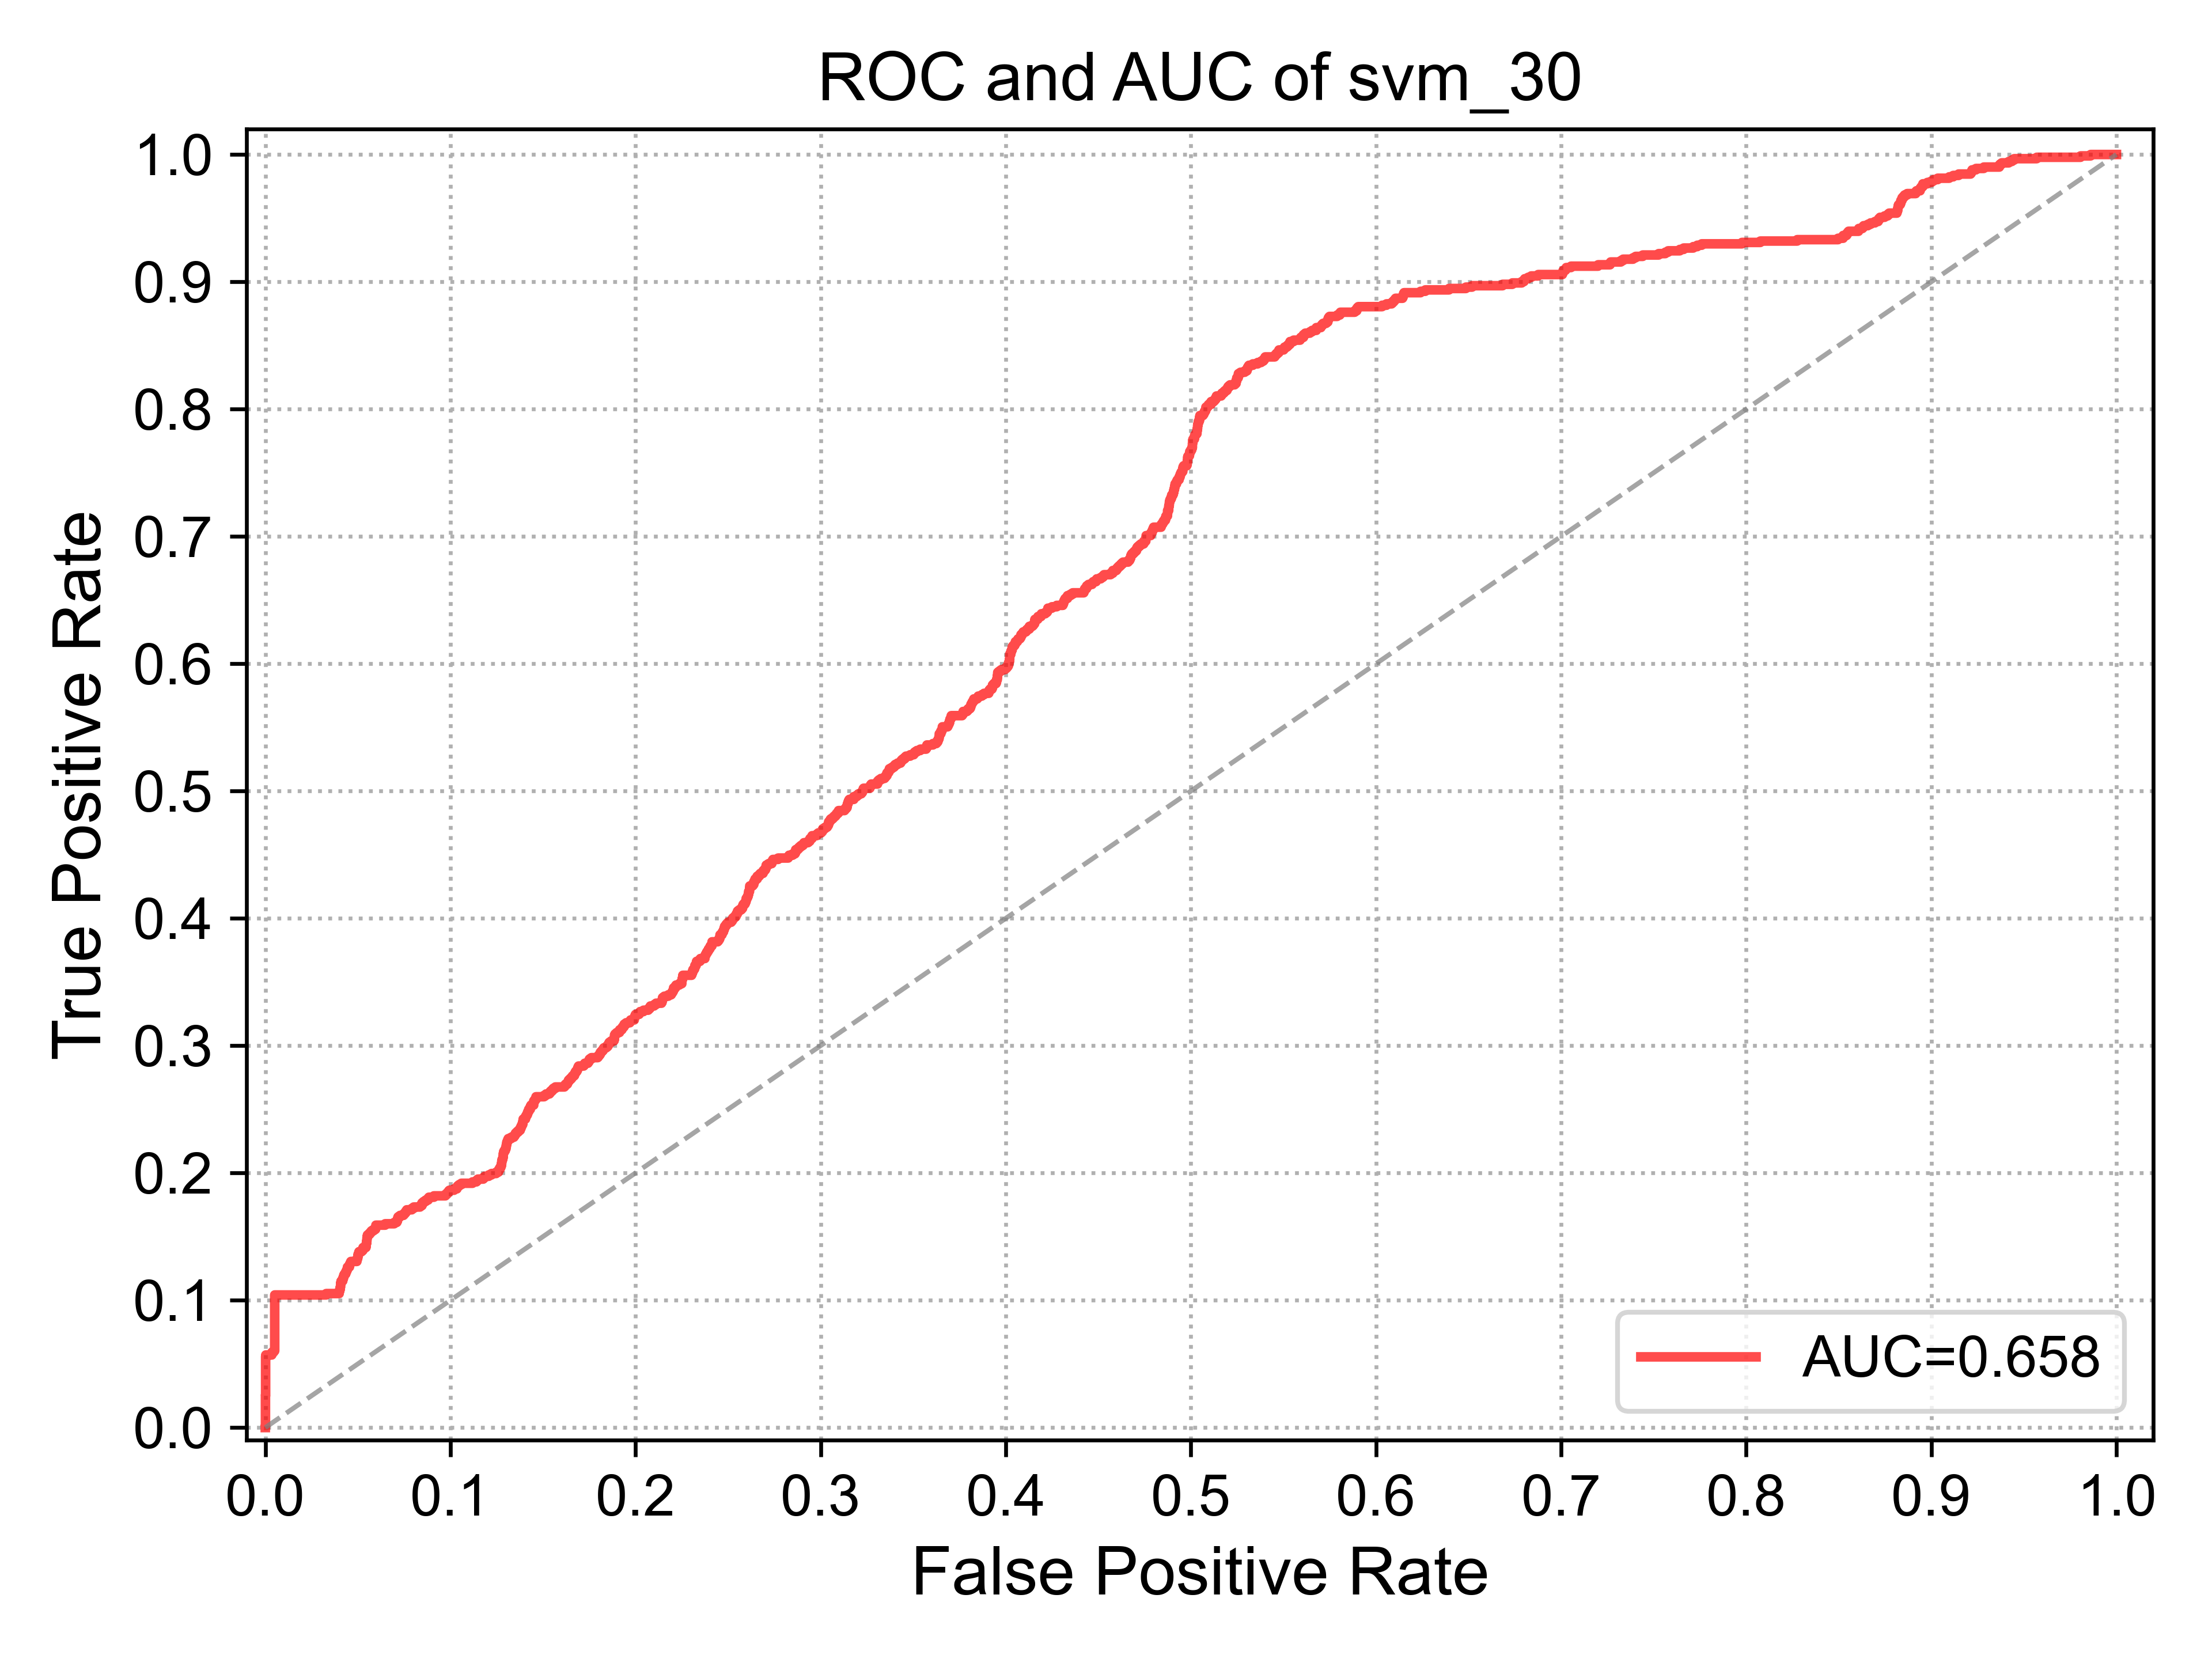 ROC and AUC of svm_30
1.0
0.9
0.8
0.7
0.6
0.5
0.4
0.3
0.2
0.1
0.0
True Positive Rate
AUC=0.658
0.0 0.1 0.2 0.3 0.4 0.5 0.6 0.7 0.8 0.9 1.0
False Positive Rate